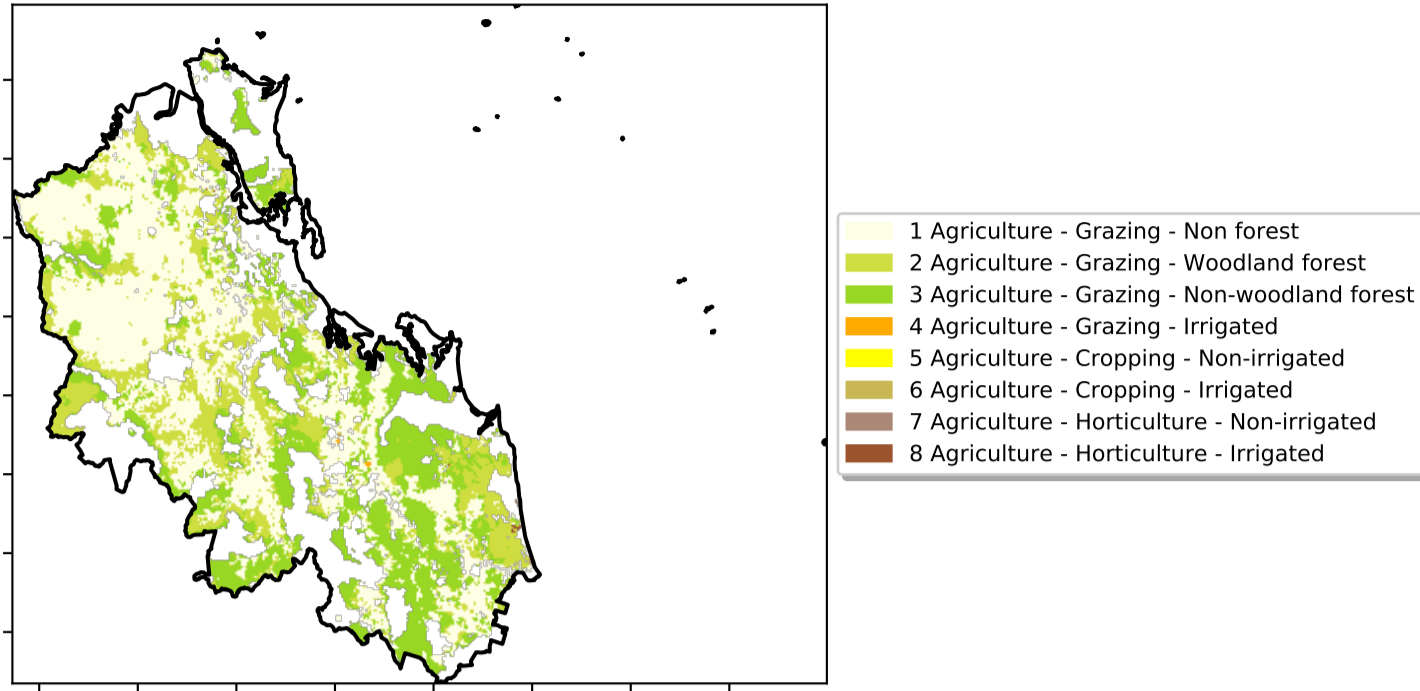 1 Agriculture - Grazing - Non forest
2 Agriculture - Grazing - Woodland forest
3 Agriculture - Grazing - Non-woodland forest
4 Agriculture - Grazing - Irrigated
5 Agriculture - Cropping - Non-irrigated
6 Agriculture - Cropping - Irrigated
7 Agriculture - Horticulture - Non-irrigated
8 Agriculture - Horticulture - Irrigated